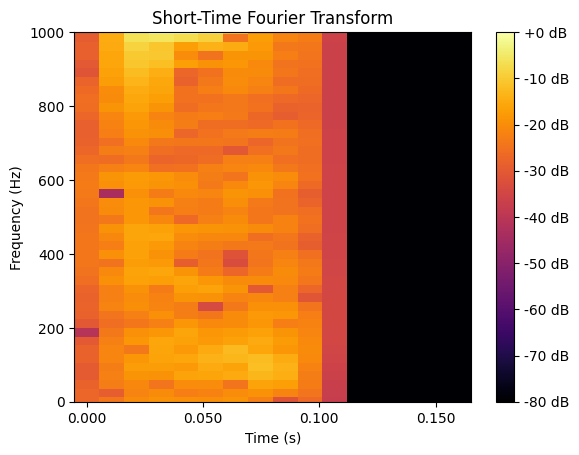 Short-Time Fourier Transform
1000
800
600
400
200
0
Frequency (Hz)
0.000
0.050
0.100
0.150
Time (s)
+0 dB
-10 dB
-20 dB
-30 dB
-40 dB
-50 dB
-60 dB
-70 dB
-80 dB